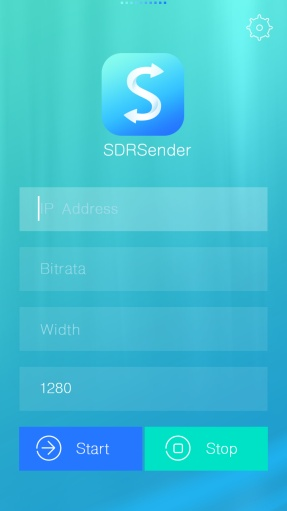 SDRSender
IP Address
Bitrata
Width
1280
Start
Stop